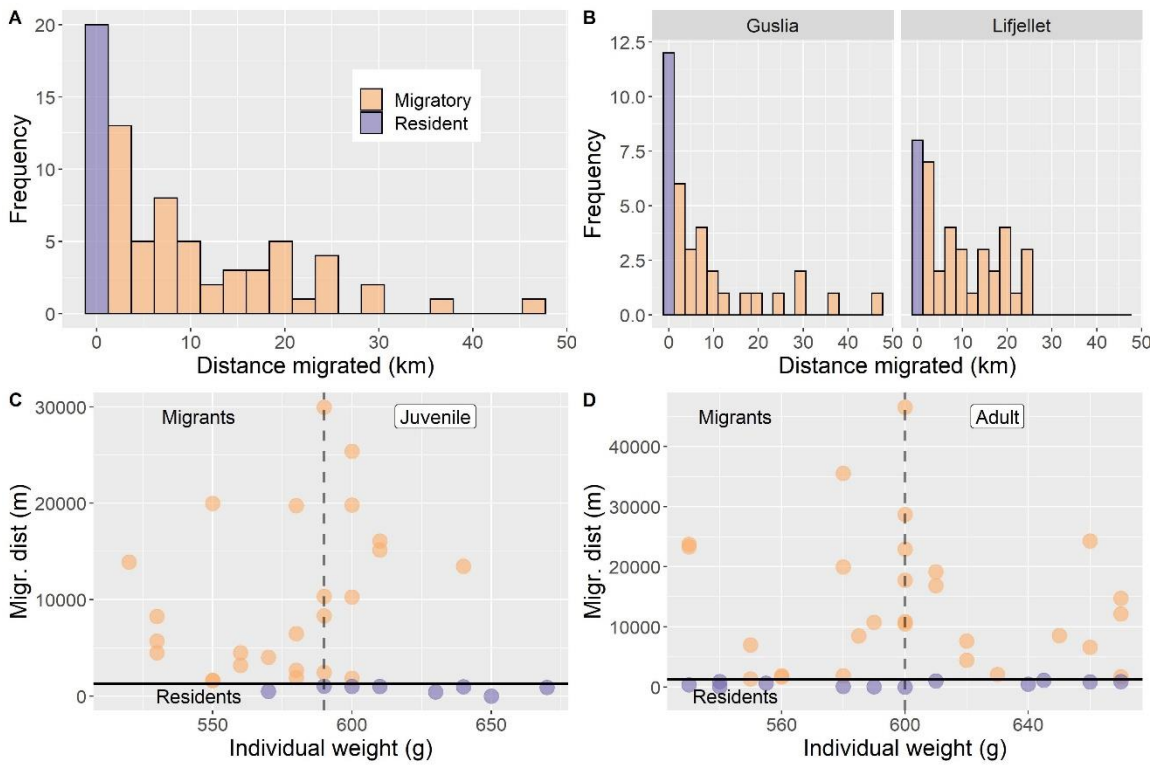 A
20
15
10
5
0
Frequency
Migratory
Resident
0 10 20 30 40 50
Distance migrated (km)
B
Guslia Lifjellet
12.5
10.0
7.5
5.0
2.5
0.0
Frequency
0 10 20 30 40 50 0 10 20 30 40 50
Distance migrated (km)
C
30000
20000
10000
0
Migr. dist (m)
Migrants
Juvenile
Residents
550 600 650
Individual weight (g)
D
40000
30000
20000
10000
0
Migr. dist (m)
Migrants
Adult
Residents
560 600 640
Individual weight (g)